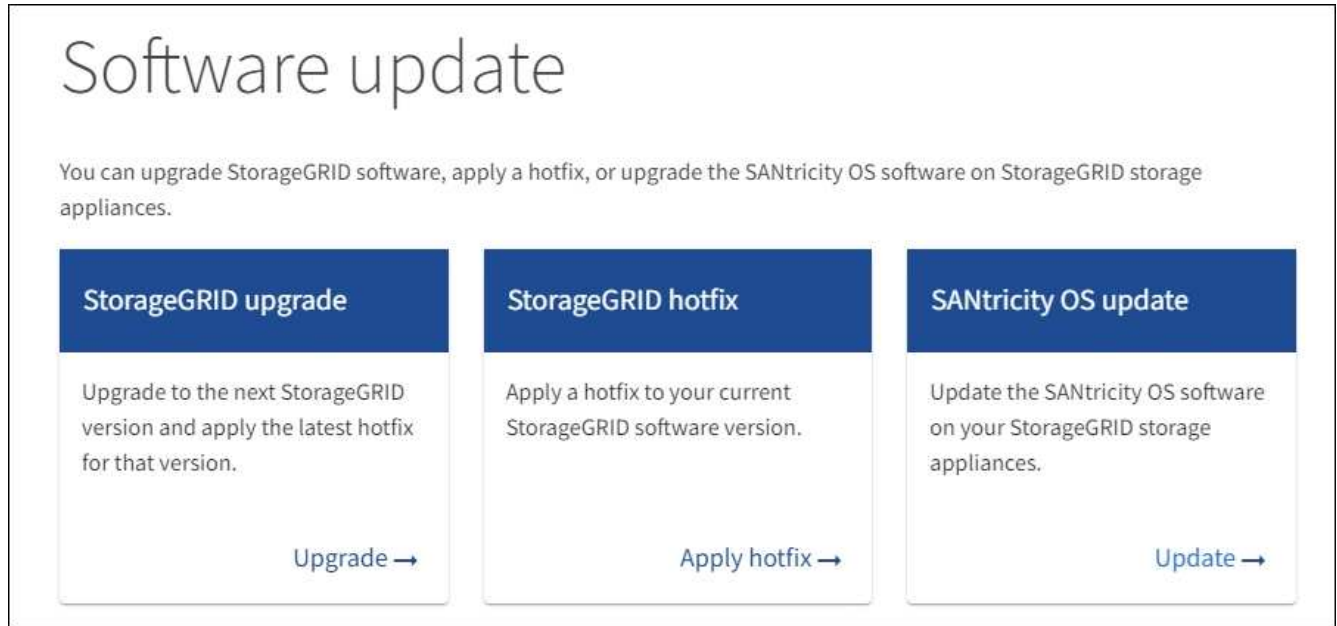 Software update
You can upgrade StorageGRID software, apply a hotfix, or upgrade the SANtricity OS software on StorageGRID storage
appliances.
StorageGRID upgrade
Upgrade to the next StorageGRID
version and apply the latest hotfix
for that version.
Upgrade →
StorageGRID hotfix
Apply a hotfix to your current
StorageGRID software version.
Apply hotfix →
SANtricity OS update
Update the SANtricity OS software
on your StorageGRID storage
appliances.
Update →